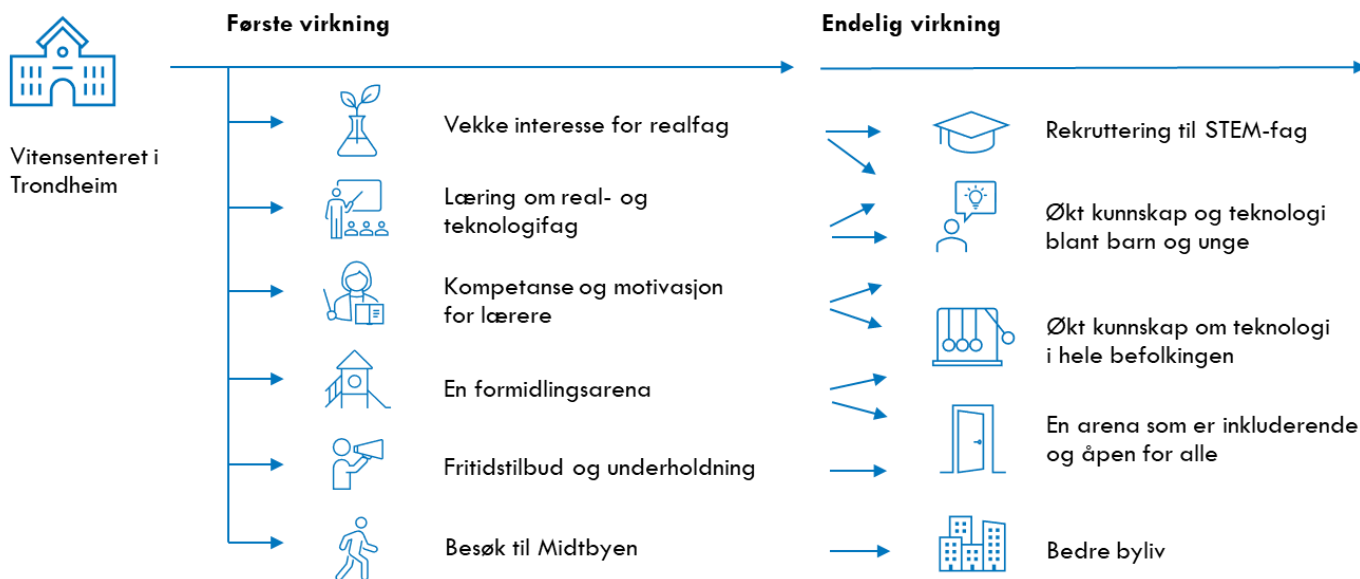 Første virkning
Endelig virkning
Vitensenteret i
Trondheim
Vekke interesse for realfag
Rekruttering til STEM-fag
Læring om real- og
teknologifag
Økt kunnskap og teknologi
blant barn og unge
Kompetanse og motivasjon
for lærere
Økt kunnskap om teknologi
i hele befolkingen
En formidlingsarena
En arena som er inkluderende
og åpen for alle
Fritidstilbud og underholdning
Besøk til Midtbyen
Bedre byliv